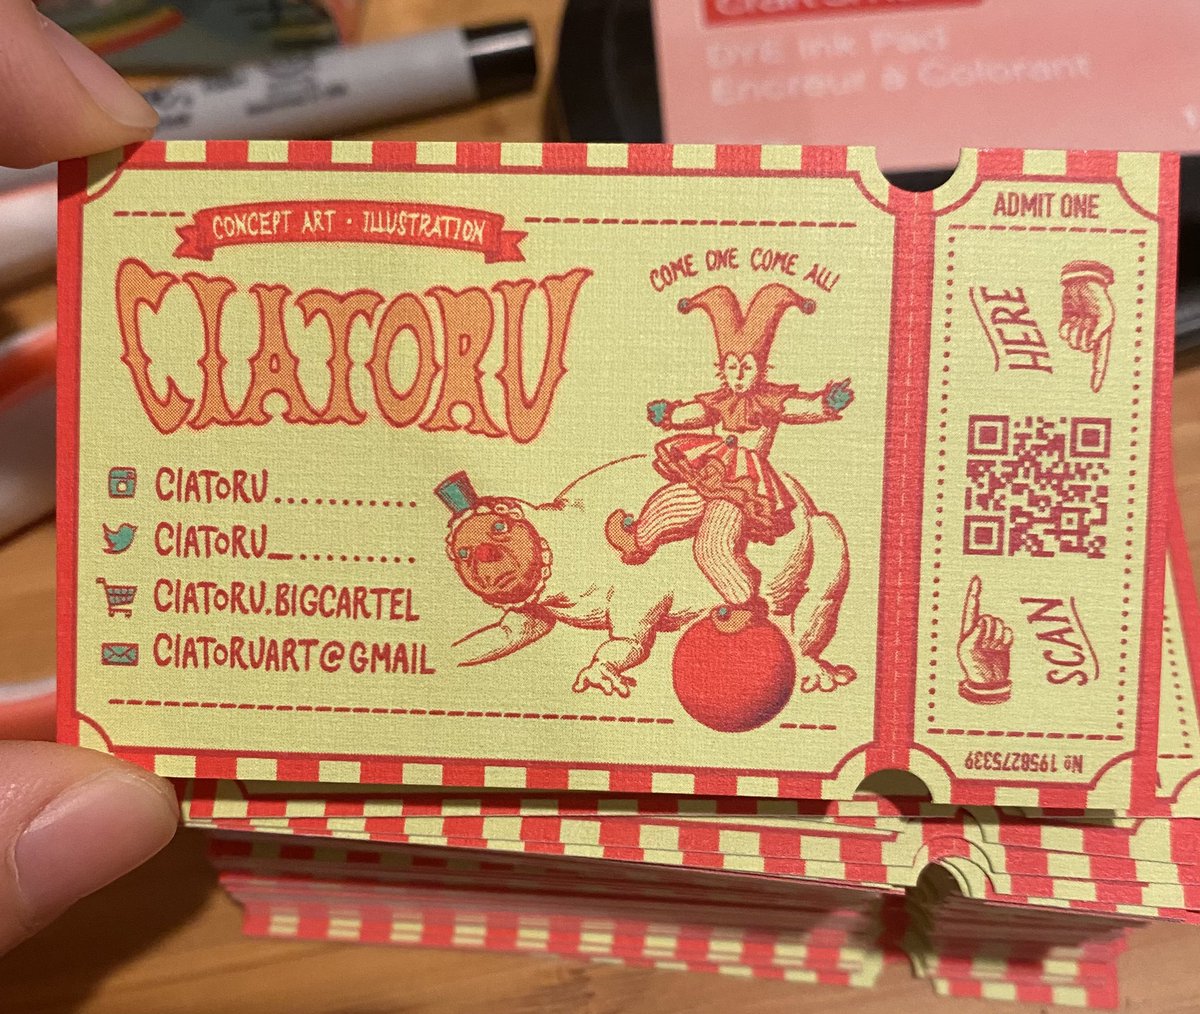 DYE Ink Pad
Encreur & Colorant
CONCEPT ART · ILLUSTRATION
CIATORU
CIATORU...........
CIATORU_.........
CIATORU.BIGCARTEL
CIATORUART@GMAIL
COME ONE COME ALL!
ADMIT ONE
SCAN
HERE
Nº 1958275339